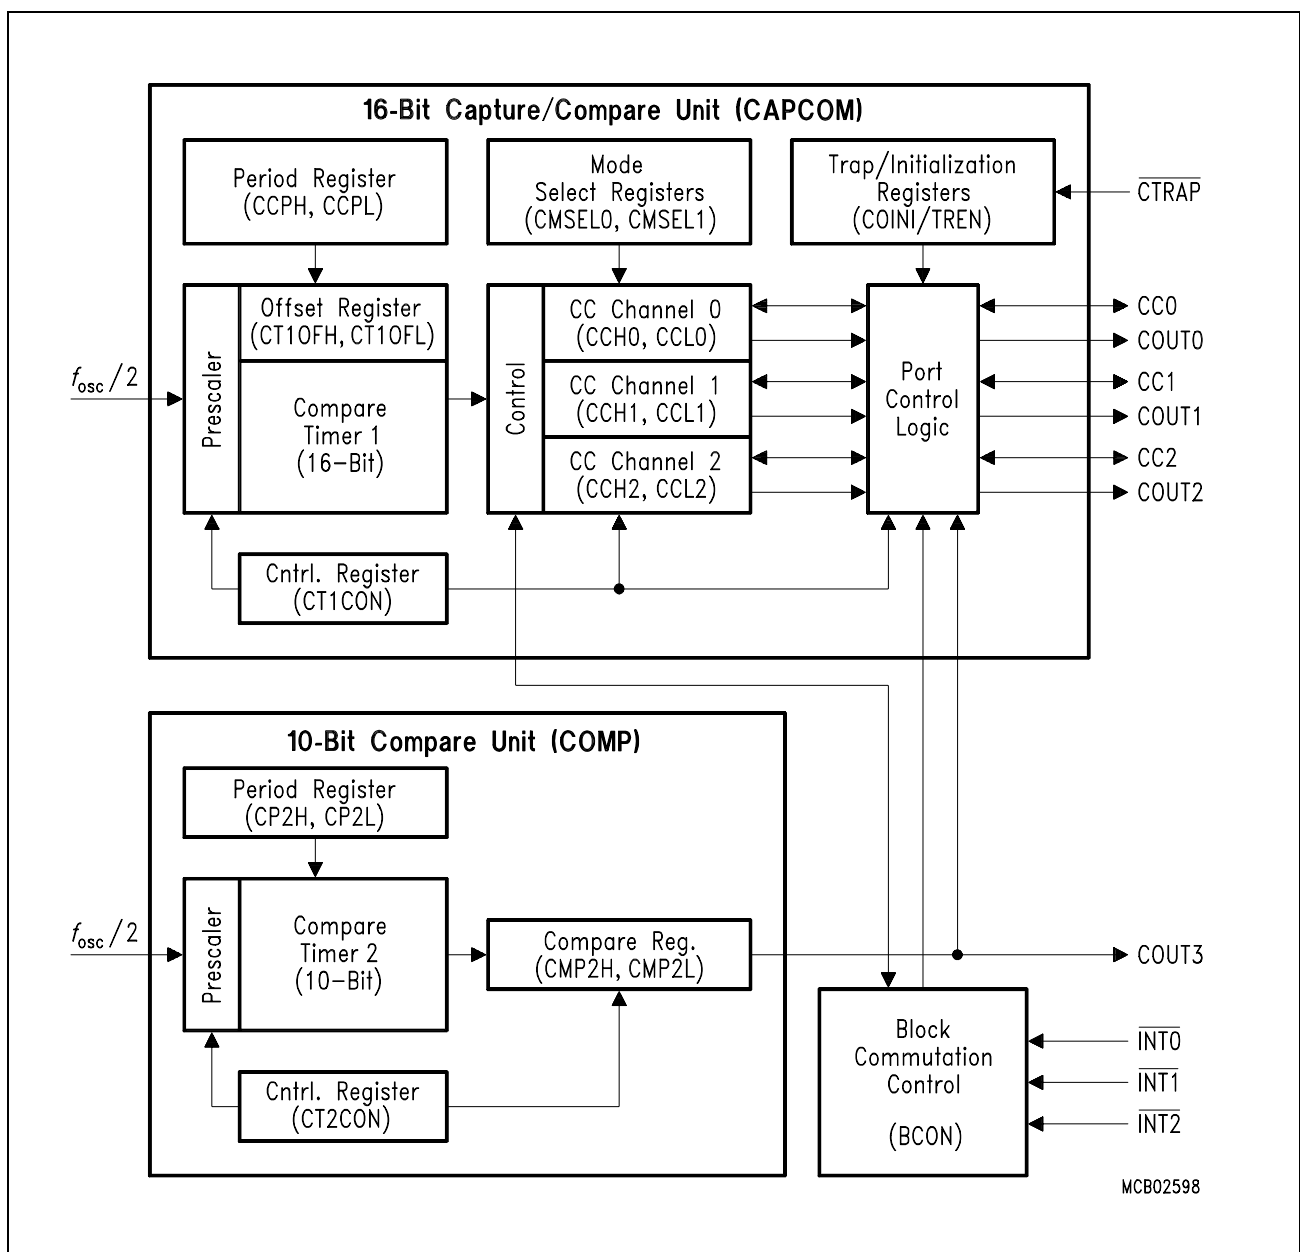 16-Bit Capture/Compare Unit (CAPCOM)
Period Register
(CCPH, CCPL)
Mode
Select Registers
(CMSEL0, CMSEL1)
Trap/Initialization
Registers
(COINI/TREN)
CTRAP
Prescaler
Offset Register
(CT1OFH, CT1OFL)
Compare
Timer 1
(16-Bit)
fosc/2
Control
CC Channel 0
(CCH0, CCL0)
CC Channel 1
(CCH1, CCL1)
CC Channel 2
(CCH2, CCL2)
Port
Control
Logic
CC0
COUT0
CC1
COUT1
CC2
COUT2
Cntrl. Register
(CT1CON)
10-Bit Compare Unit (COMP)
Period Register
(CP2H, CP2L)
fosc/2
Prescaler
Compare
Timer 2
(10-Bit)
Compare Reg.
(CMP2H, CMP2L)
COUT3
Cntrl. Register
(CT2CON)
Block
Commutation
Control
(BCON)
INT0
INT1
INT2
MCB02598